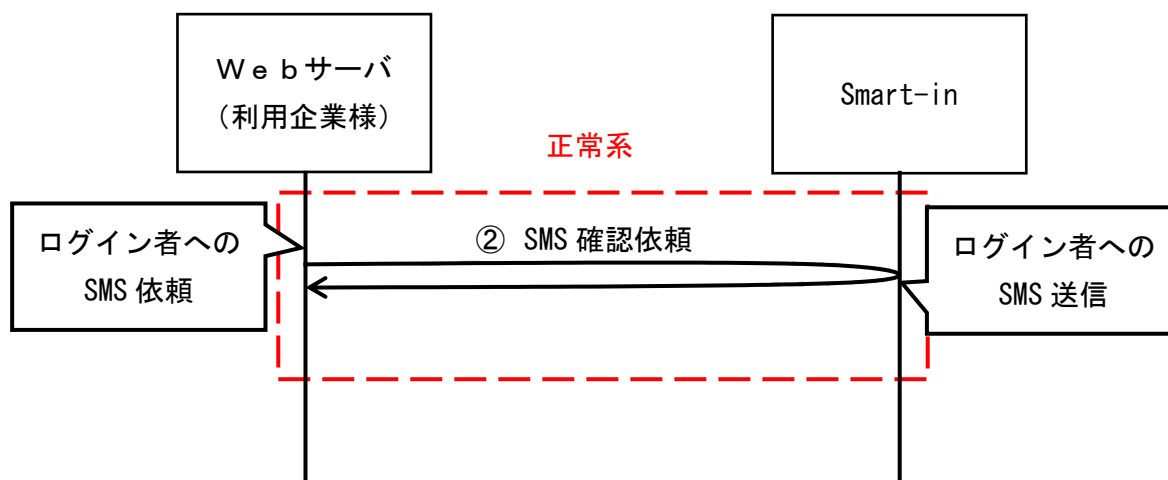 Ｗｅｂサーバ
（利用企業様）
Smart-in
正常系
ログイン者への
SMS 依頼
② SMS 確認依頼
ログイン者への
SMS 送信